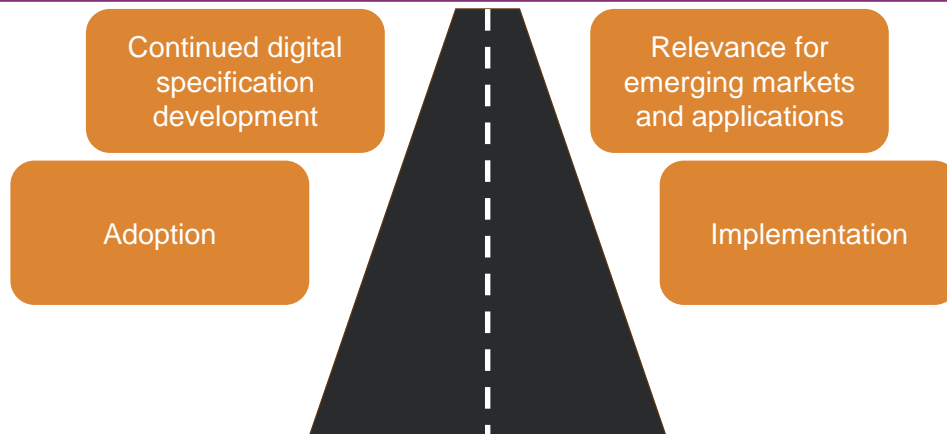 Continued digital
specification
development
Relevance for
emerging markets
and applications
Adoption
Implementation